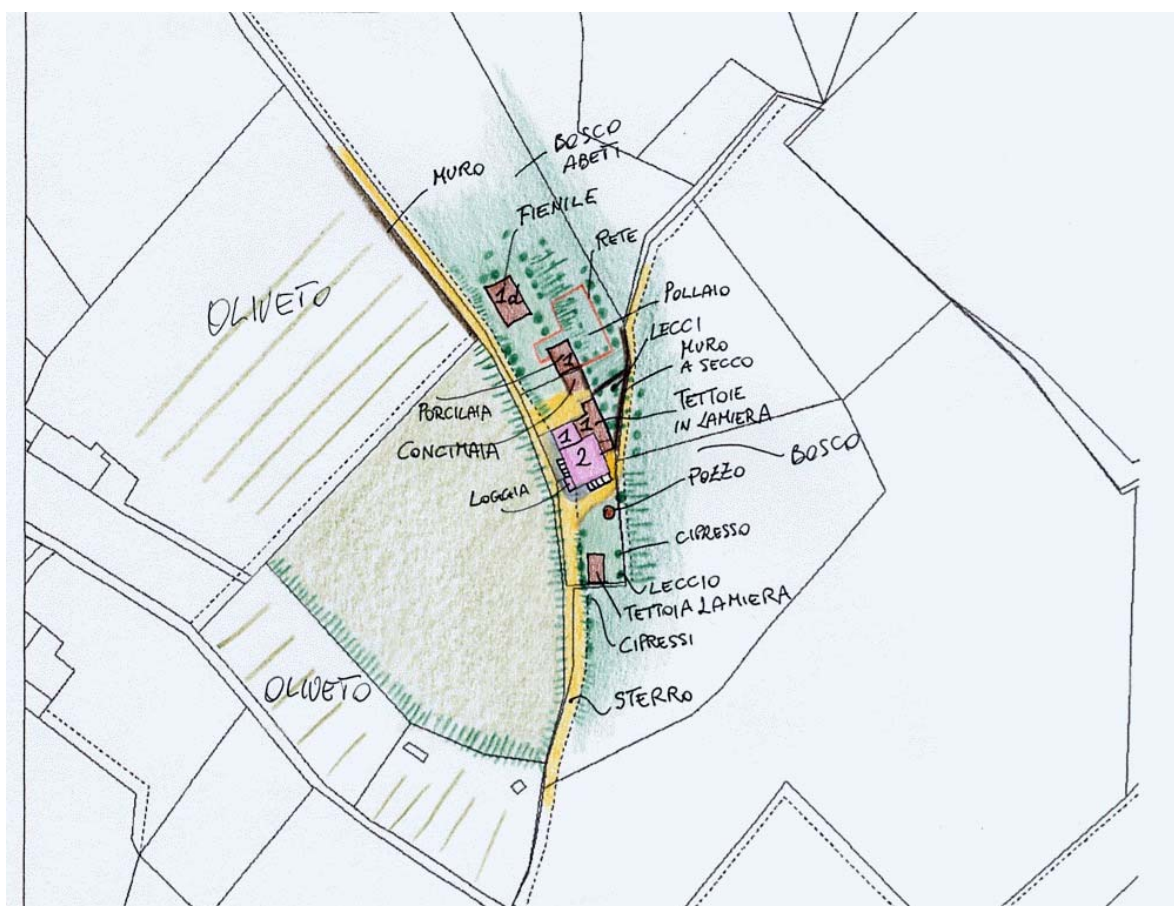 BOSCO
ABETI
MURO
FIENILE
RETE
1d
POLLAIO
OLIVETO
LECCI
MURO
A SECCO
1
PORCILAIA
TETTOIE
IN LAMIERA
1
1
CONCIMAIA
2
BOSCO
POZZO
LOGGIA
CIPRESSO
LECCIO
TETTOIA LAMIERA
CIPRESSI
OLIVETO
STERRO